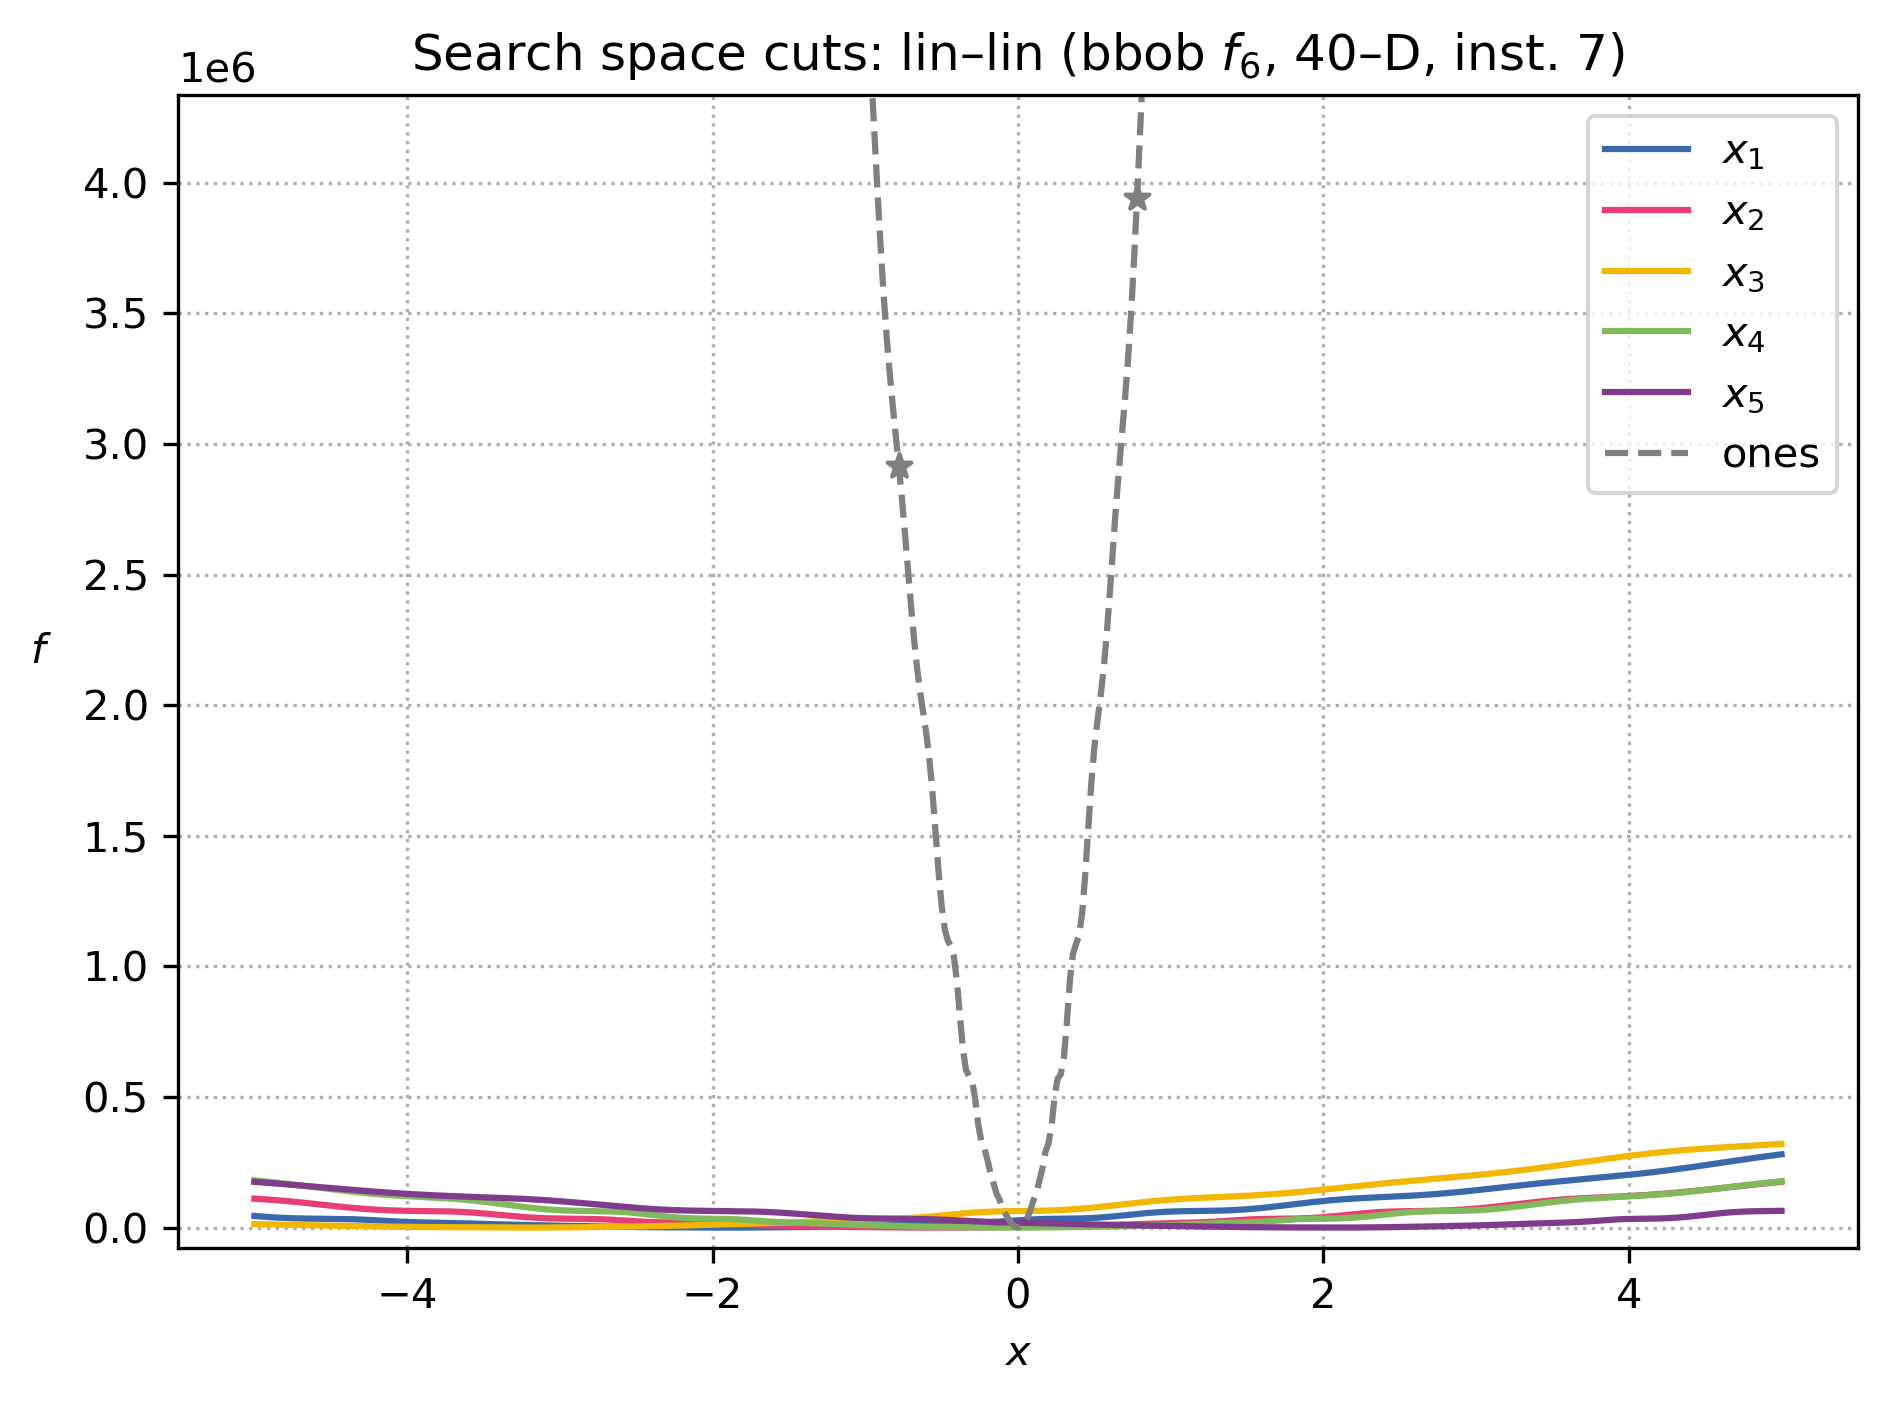 Search space cuts: lin–lin (bbob f₆, 40–D, inst. 7)
1e6
4.0
3.5
3.0
2.5
2.0
1.5
1.0
0.5
0.0
f
x₁
x₂
x₃
x₄
x₅
ones
−4
−2
0
2
4
x